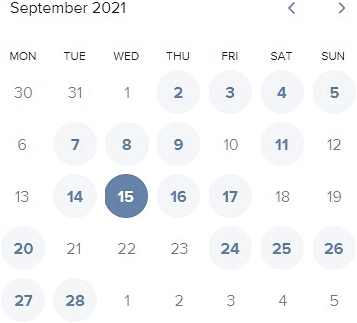 September 2021
MON TUE WED THU FRI SAT SUN
30 31 1 2 3 4 5
6 7 8 9 10 11 12
13 14 15 16 17 18 19
20 21 22 23 24 25 26
27 28 1 2 3 4 5